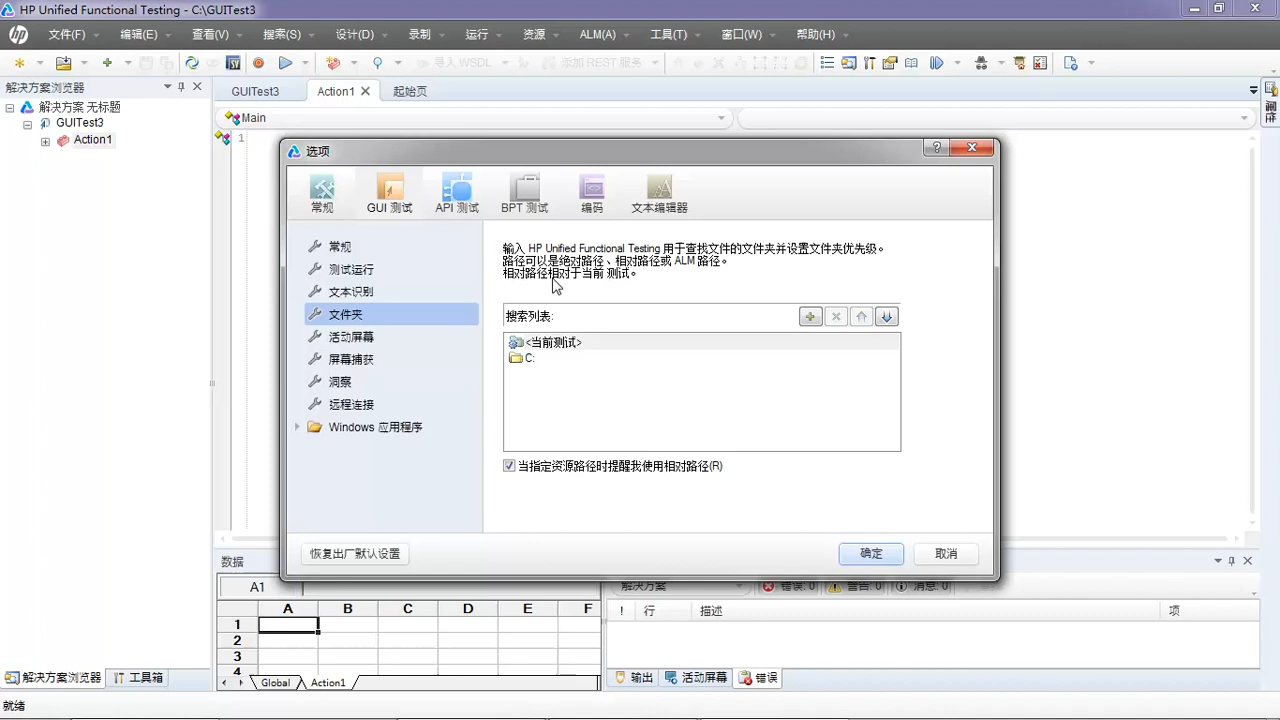 HP Unified Functional Testing - C:\GUITest3
文件(F) 编辑(E) 查看(V) 搜索(S) 设计(D) 录制 运行 资源 ALM(A) 工具(T) 窗口(W) 帮助(H)
导入 WSDL 添加 REST 服务
解决方案浏览器
GUITest3 Action1 起始页
解决方案 无标题
GUITest3
Action1
Main
1
选项
常规 GUI 测试 API 测试 BPT 测试 编码 文本编辑器
常规
测试运行
文本识别
文件夹
活动屏幕
屏幕捕获
洞察
远程连接
Windows 应用程序
输入 HP Unified Functional Testing 用于查找文件的文件夹并设置文件夹优先级。
路径可以是绝对路径、相对路径或 ALM 路径。
相对路径相对于当前 测试。
搜索列表:
<当前测试>
C:
当指定资源路径时提醒我使用相对路径(R)
恢复出厂默认设置 确定 取消
属性
数据
A1
A B C D E F
1
2
3
4
Global Action1
解决方案 错误: 0 警告: 0 消息: 0
! 行 描述 项
解决方案浏览器 工具箱
输出 活动屏幕 错误
就绪